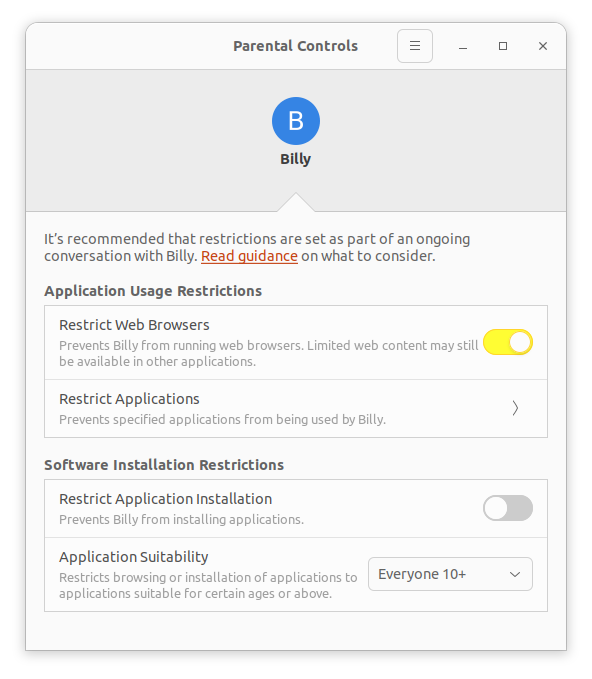 Parental Controls
B
Billy
It's recommended that restrictions are set as part of an ongoing
conversation with Billy. Read guidance on what to consider.
Application Usage Restrictions
Restrict Web Browsers
Prevents Billy from running web browsers. Limited web content may still
be available in other applications.
Restrict Applications
Prevents specified applications from being used by Billy.
Software Installation Restrictions
Restrict Application Installation
Prevents Billy from installing applications.
Application Suitability
Restricts browsing or installation of applications to
applications suitable for certain ages or above.
Everyone 10+